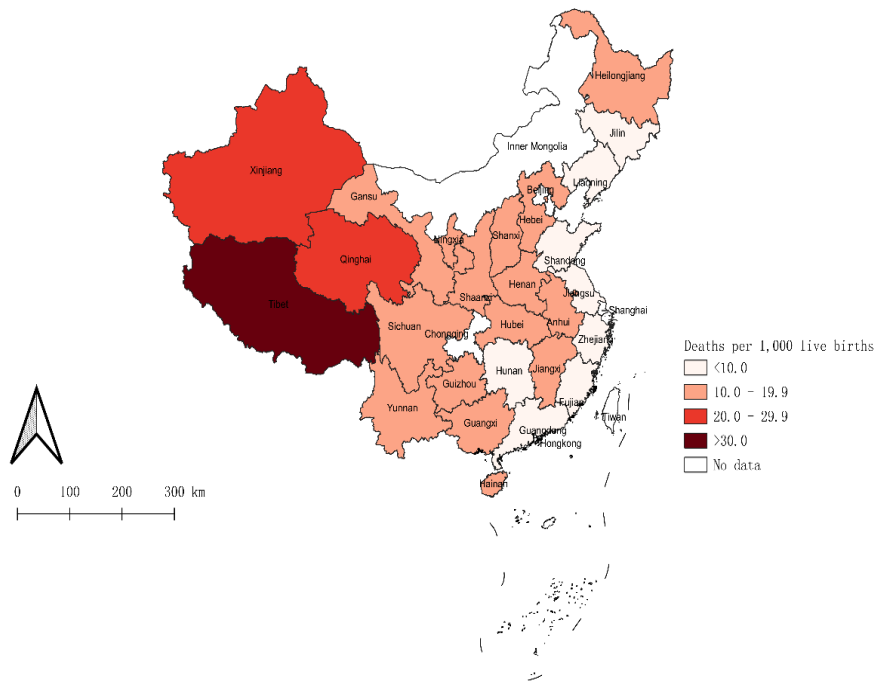 Heilongjiang
Jilin
Inner Mongolia
Liaoning
Xinjiang
Gansu
Beijing
Hebei
Ningxia
Shanxi
Qinghai
Shandong
Henan
Tibet
Shaanxi
Jiangsu
Shanghai
Sichuan
Chongqing
Hubei
Anhui
Zhejiang
Hunan
Jiangxi
Guizhou
Yunnan
Fujian
Guangxi
Guangdong
Tiwan
Hongkong
Hainan
Deaths per 1,000 live births
<10.0
10.0 - 19.9
20.0 - 29.9
>30.0
No data
0 100 200 300 km